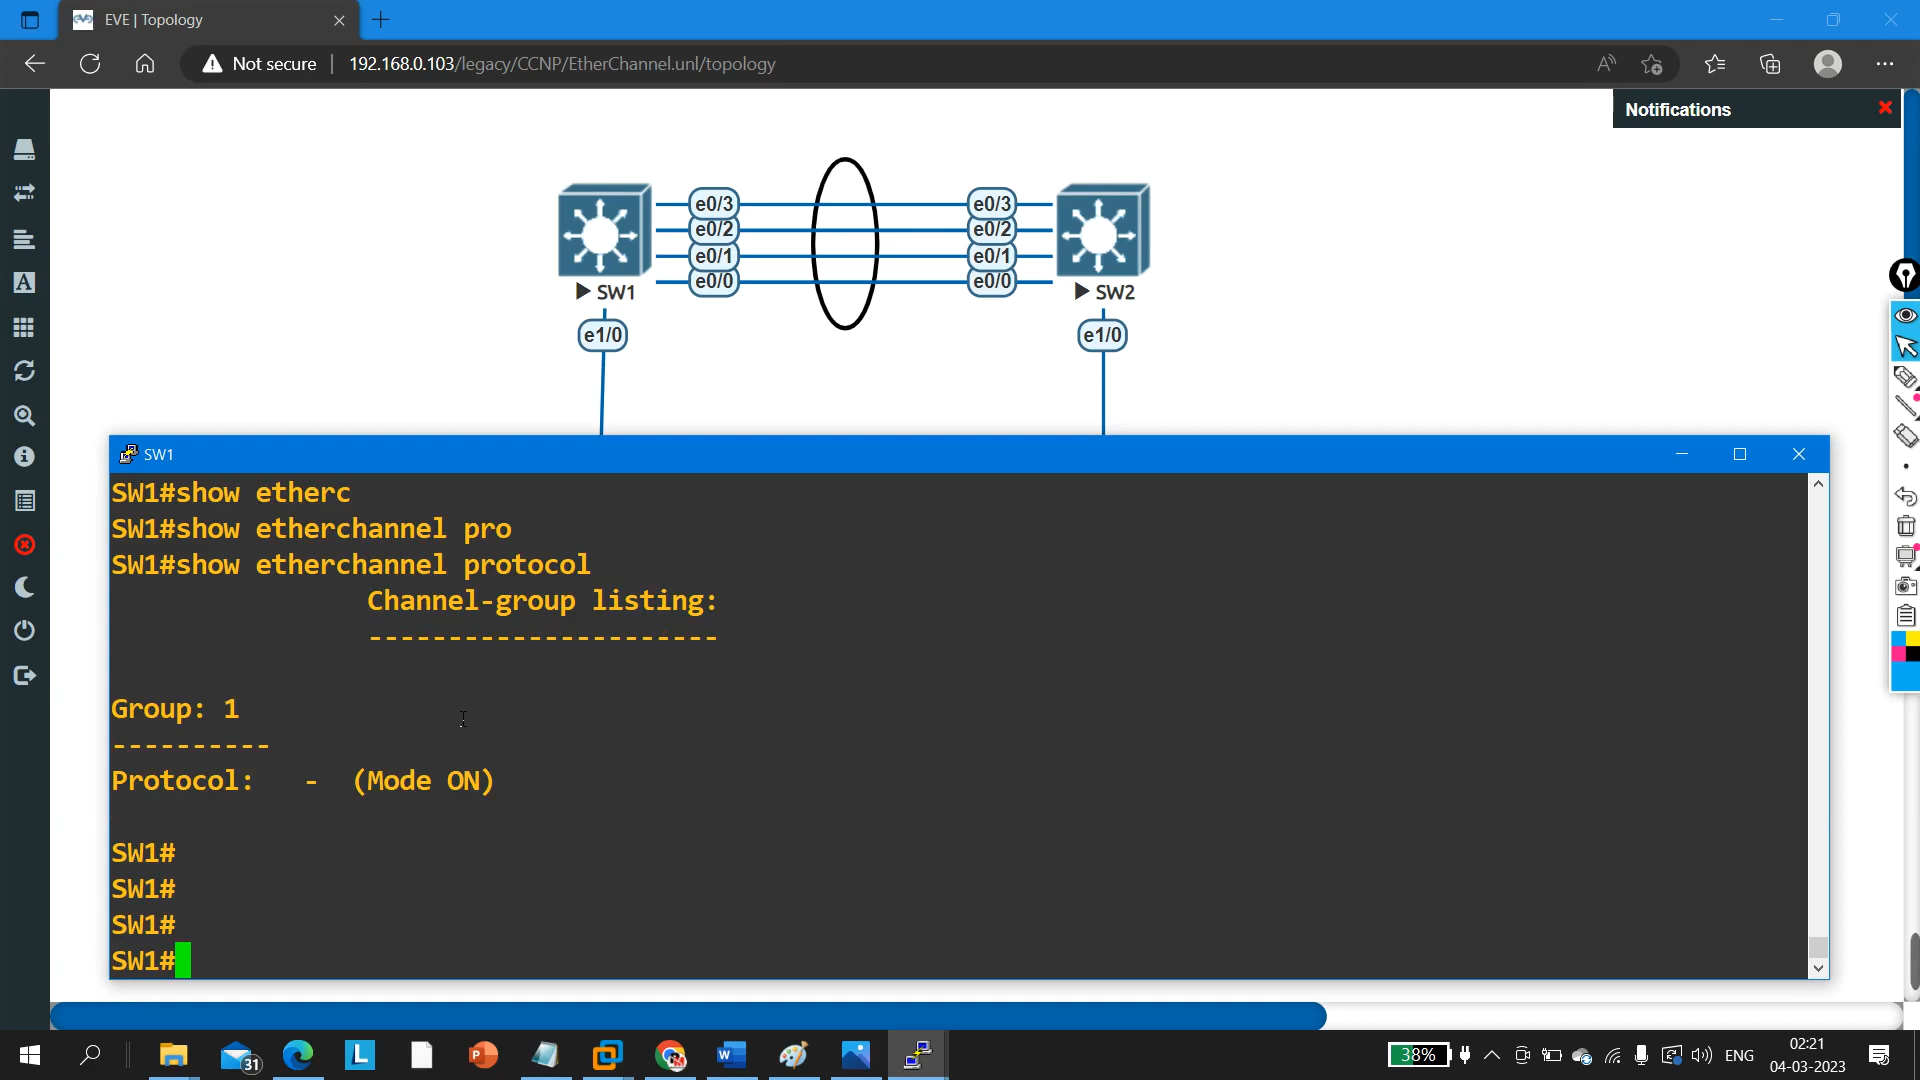 EVE | Topology
Not secure
192.168.0.103/legacy/CCNP/EtherChannel.unl/topology
Notifications
e0/3
e0/3
e0/2
e0/2
e0/1
e0/1
e0/0
e0/0
SW1
SW2
e1/0
e1/0
SW1
SW1#show etherc
SW1#show etherchannel pro
SW1#show etherchannel protocol
Channel-group listing:
----------------------
Group: 1
----------
Protocol:   -  (Mode ON)
SW1#
SW1#
SW1#
SW1#
31
38%
ENG
02:21
04-03-2023